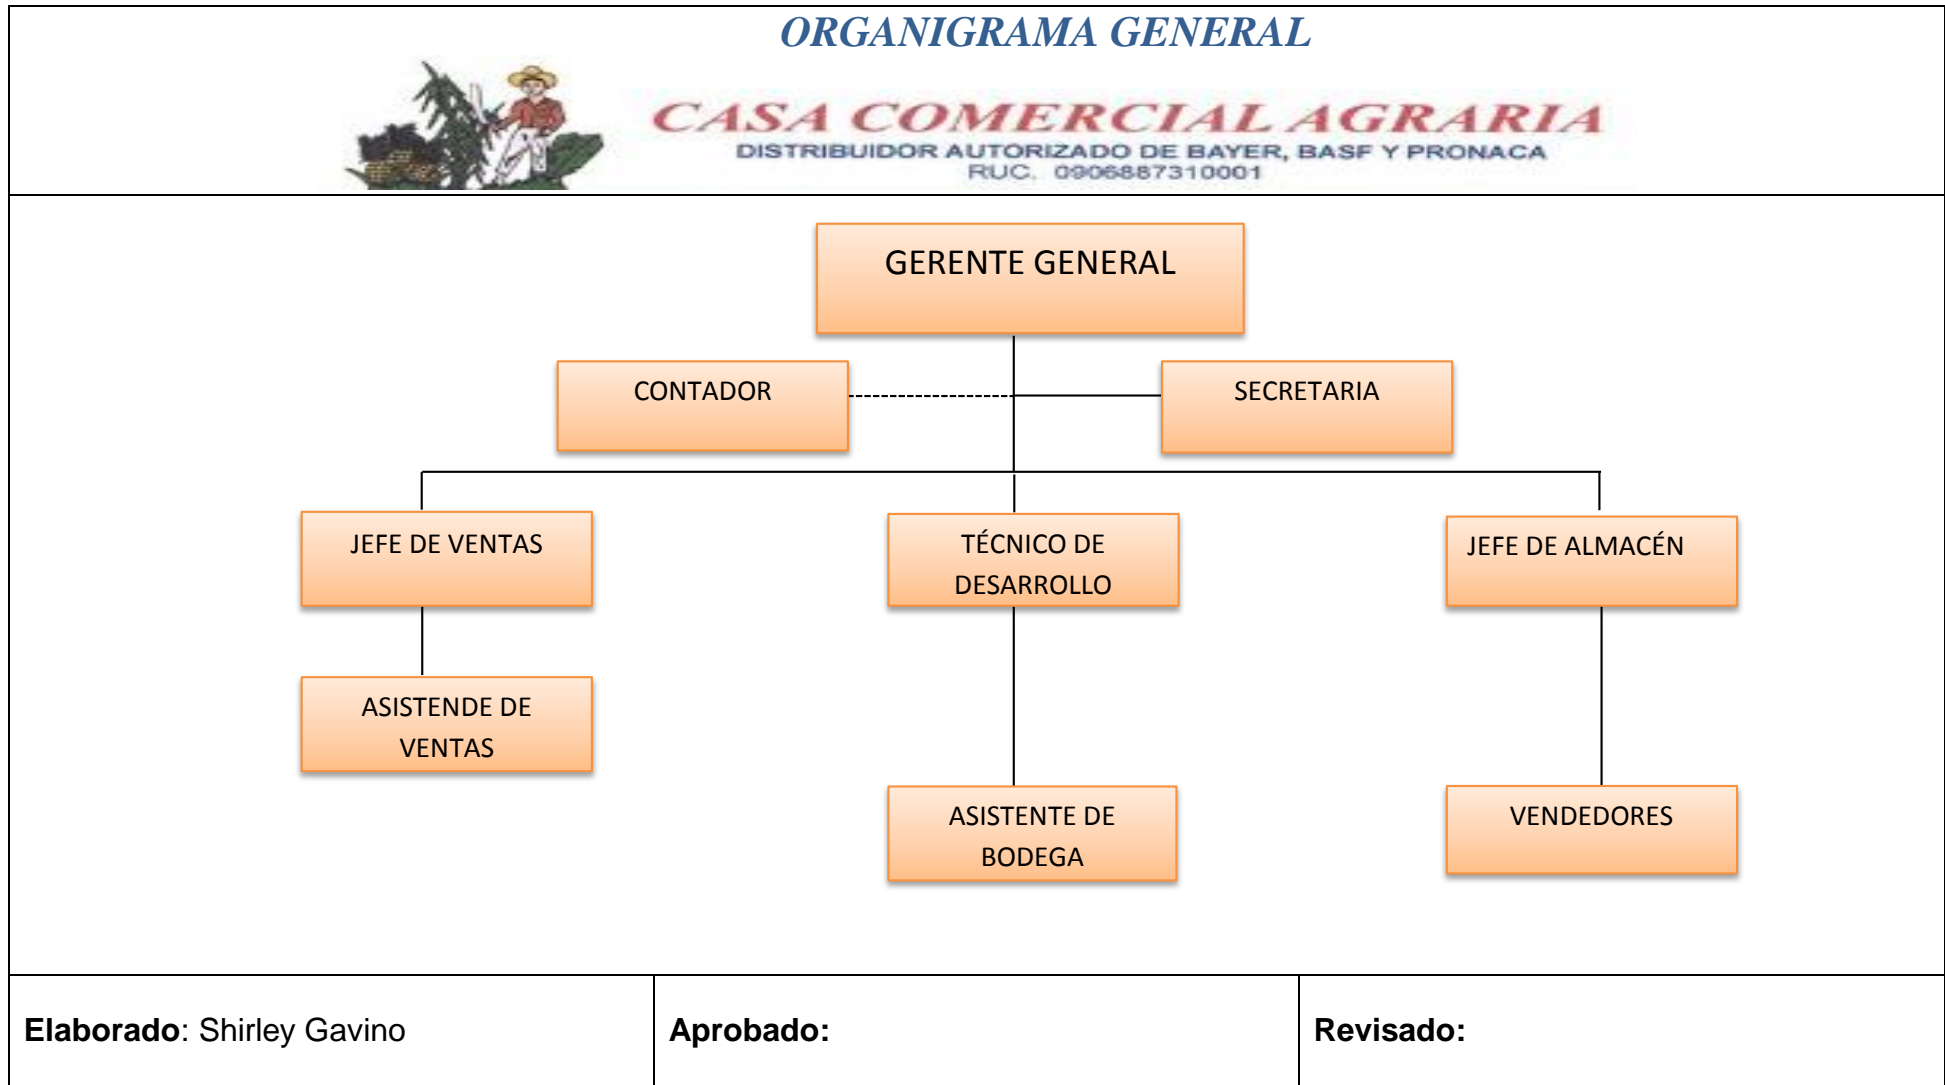 ORGANIGRAMA GENERAL
CASA COMERCIAL AGRARIA
DISTRIBUIDOR AUTORIZADO DE BAYER, BASF Y PRONACA
RUC. 0906887310001
GERENTE GENERAL
CONTADOR
SECRETARIA
JEFE DE VENTAS
TÉCNICO DE
DESARROLLO
JEFE DE ALMACÉN
ASISTENDE DE
VENTAS
ASISTENTE DE
BODEGA
VENDEDORES
Elaborado: Shirley Gavino
Aprobado:
Revisado: